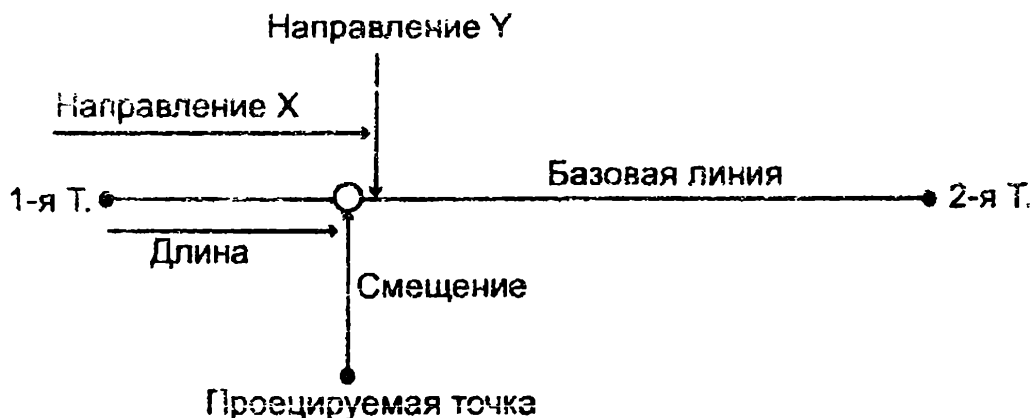 Направление Y
Направление X
Базовая линия
1-я Т.
2-я Т.
Длина
Смещение
Проецируемая точка